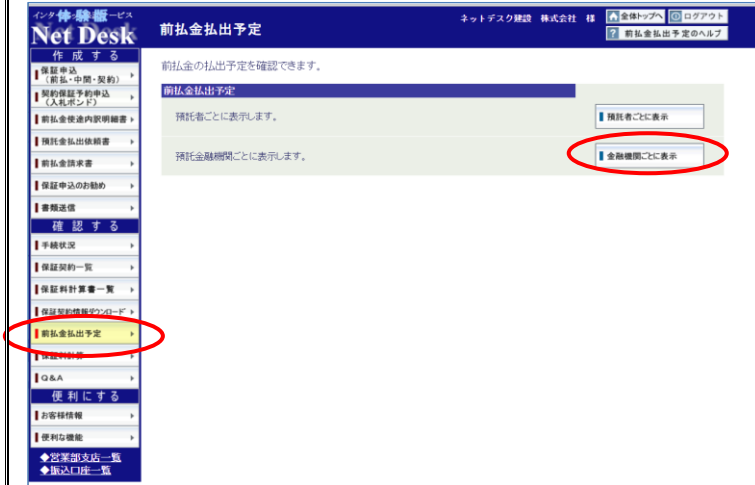 インタ体験版ービス
Net Desk
前払金払出予定
ネットデスク建設 株式会社 様
全体トップへ
ログアウト
前払金払出予定のヘルプ
作成する
保証申込
(前払・中間・契約)
契約保証予約申込
(入札ボンド)
前払金使途内訳明細書
預託金払出依頼書
前払金請求書
保証申込のお勧め
書類送信
確認する
手続状況
保証契約一覧
保証料計算書一覧
保証契約情報ダウンロード
前払金払出予定
保証料計算
Q&A
便利にする
お客様情報
便利な機能
◆営業部支店一覧
◆振込口座一覧
前払金の払出予定を確認できます。
前払金払出予定
預託者ごとに表示します。
預託者ごとに表示
預託金融機関ごとに表示します。
金融機関ごとに表示